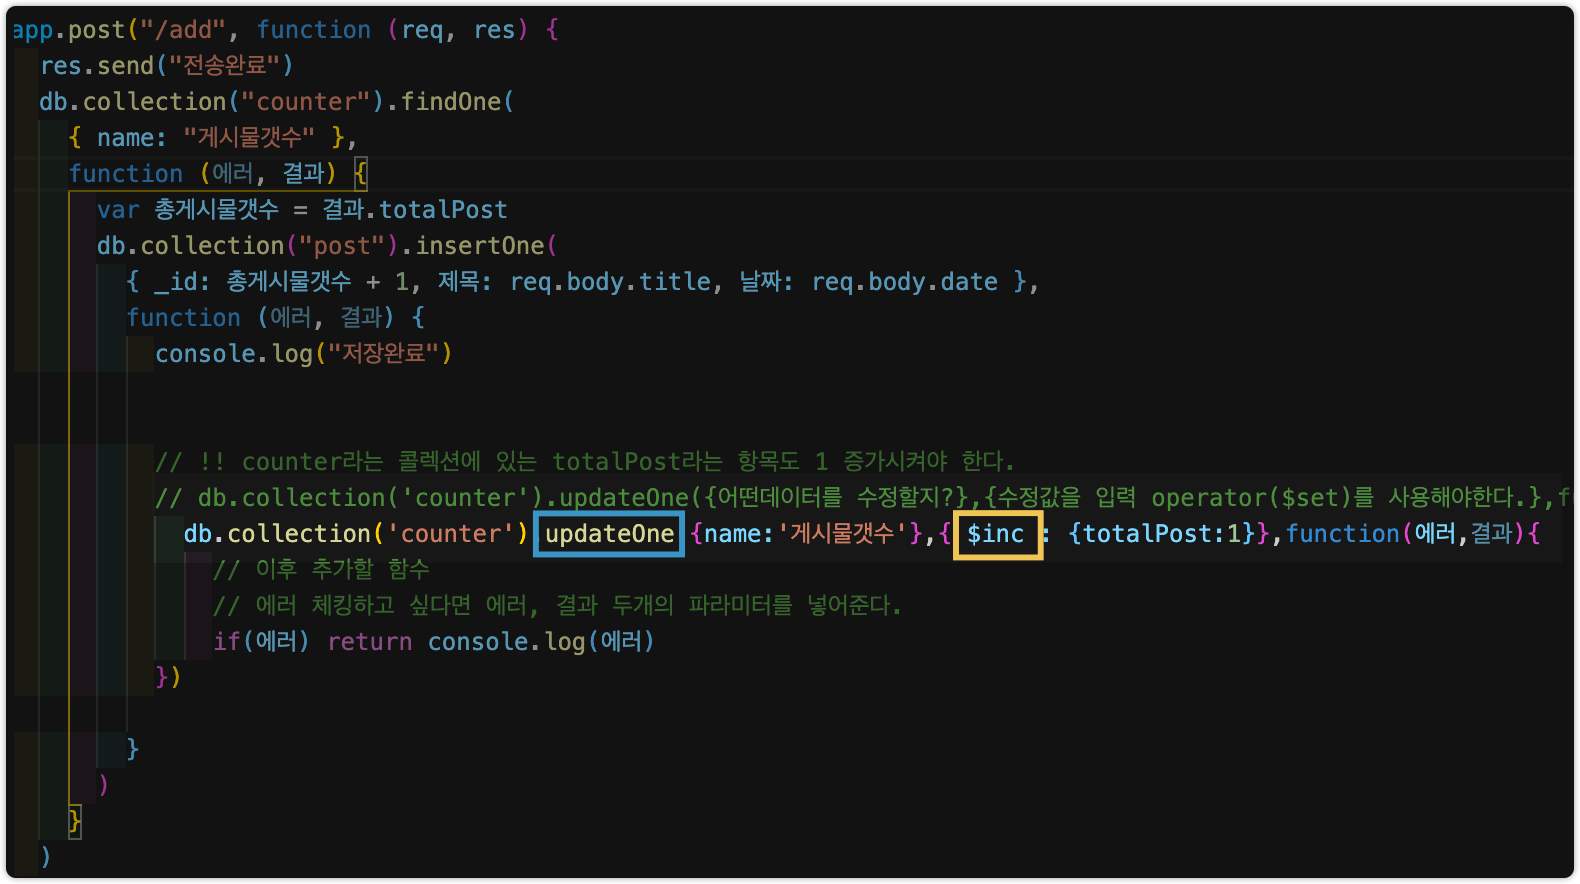 app.post("/add", function (req, res) {
res.send("전송완료")
db.collection("counter").findOne(
{ name: "게시물갯수" },
function (에러, 결과) {
var 총게시물갯수 = 결과.totalPost
db.collection("post").insertOne(
{ _id: 총게시물갯수 + 1, 제목: req.body.title, 날짜: req.body.date },
function (에러, 결과) {
console.log("저장완료")
// !! counter라는 콜렉션에 있는 totalPost라는 항목도 1 증가시켜야 한다.
// db.collection('counter').updateOne({어떤데이터를 수정할지?},{수정값을 입력 operator($set)를 사용해야한다.},f
db.collection('counter') updateOne {name:'게시물갯수'},{ $inc : {totalPost:1}},function(에러,결과){
// 이후 추가할 함수
// 에러 체킹하고 싶다면 에러, 결과 두개의 파라미터를 넣어준다.
if(에러) return console.log(에러)
})
}
)
}
)